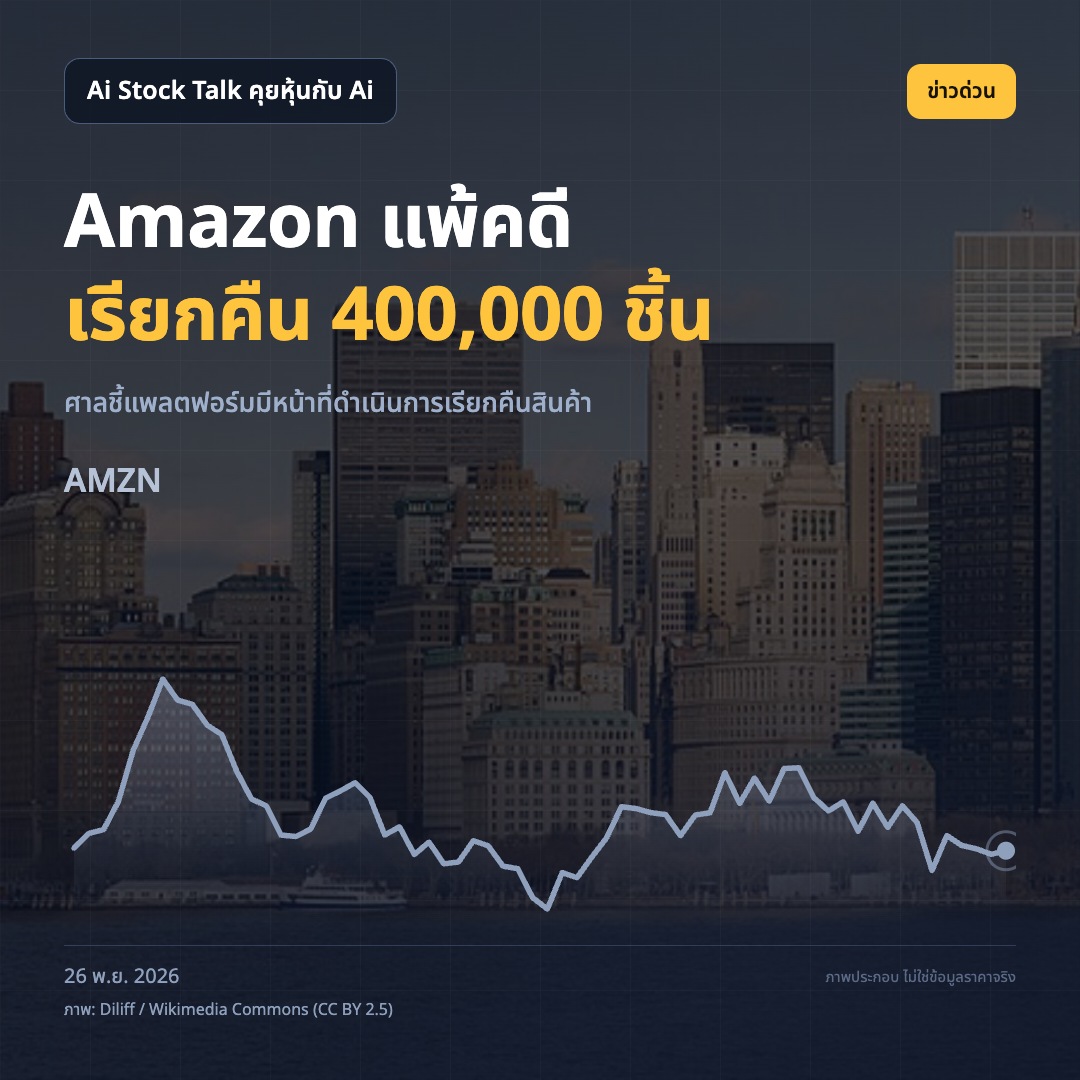 Ai Stock Talk คุยหุ้นกับ Ai
ข่าวด่วน
Amazon แพ้คดี
เรียกคืน 400,000 ชิ้น
ศาลชี้แพลตฟอร์มมีหน้าที่ดำเนินการเรียกคืนสินค้า
AMZN
26 พ.ย. 2026
ภาพประกอบ ไม่ใช่ข้อมูลราคาจริง
ภาพ: Diliff / Wikimedia Commons (CC BY 2.5)